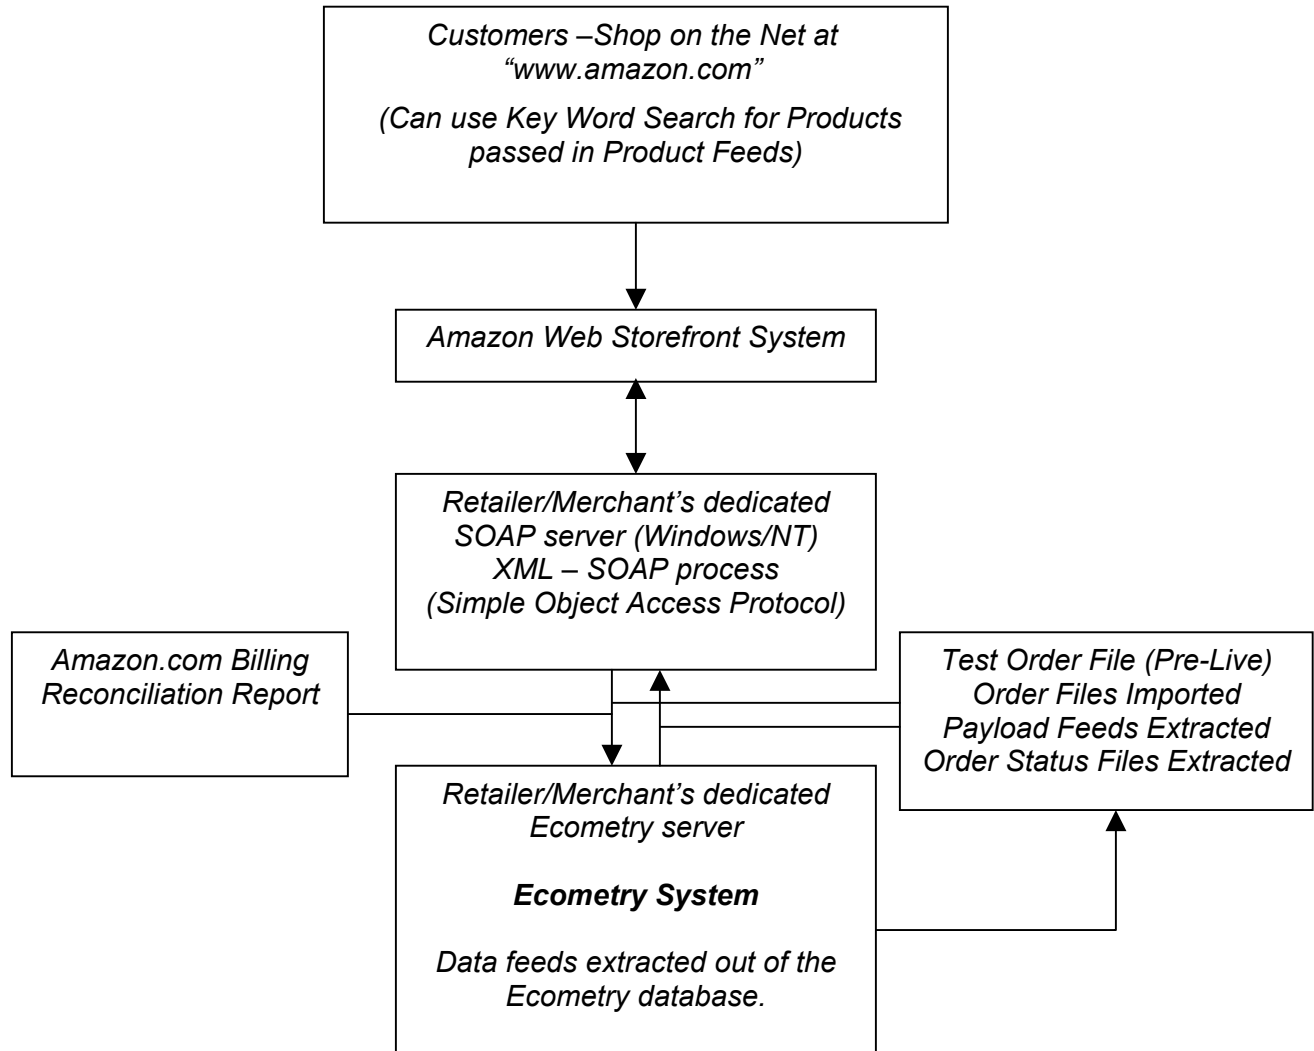 Customers –Shop on the Net at
“www.amazon.com”
(Can use Key Word Search for Products
passed in Product Feeds)
Amazon Web Storefront System
Retailer/Merchant’s dedicated
SOAP server (Windows/NT)
XML – SOAP process
(Simple Object Access Protocol)
Amazon.com Billing
Reconciliation Report
Test Order File (Pre-Live)
Order Files Imported
Payload Feeds Extracted
Order Status Files Extracted
Retailer/Merchant’s dedicated
Ecometry server
Ecometry System
Data feeds extracted out of the
Ecometry database.